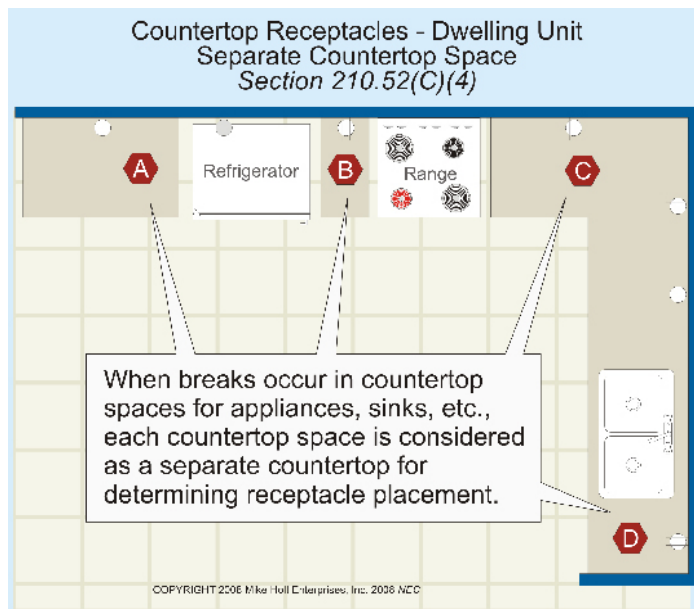 Countertop Receptacles - Dwelling Unit
Separate Countertop Space
Section 210.52(C)(4)
A
Refrigerator
B
Range
C
When breaks occur in countertop
spaces for appliances, sinks, etc.,
each countertop space is considered
as a separate countertop for
determining receptacle placement.
D
COPYRIGHT 2008 Mike Holt Enterprises, Inc. 2008 NEC